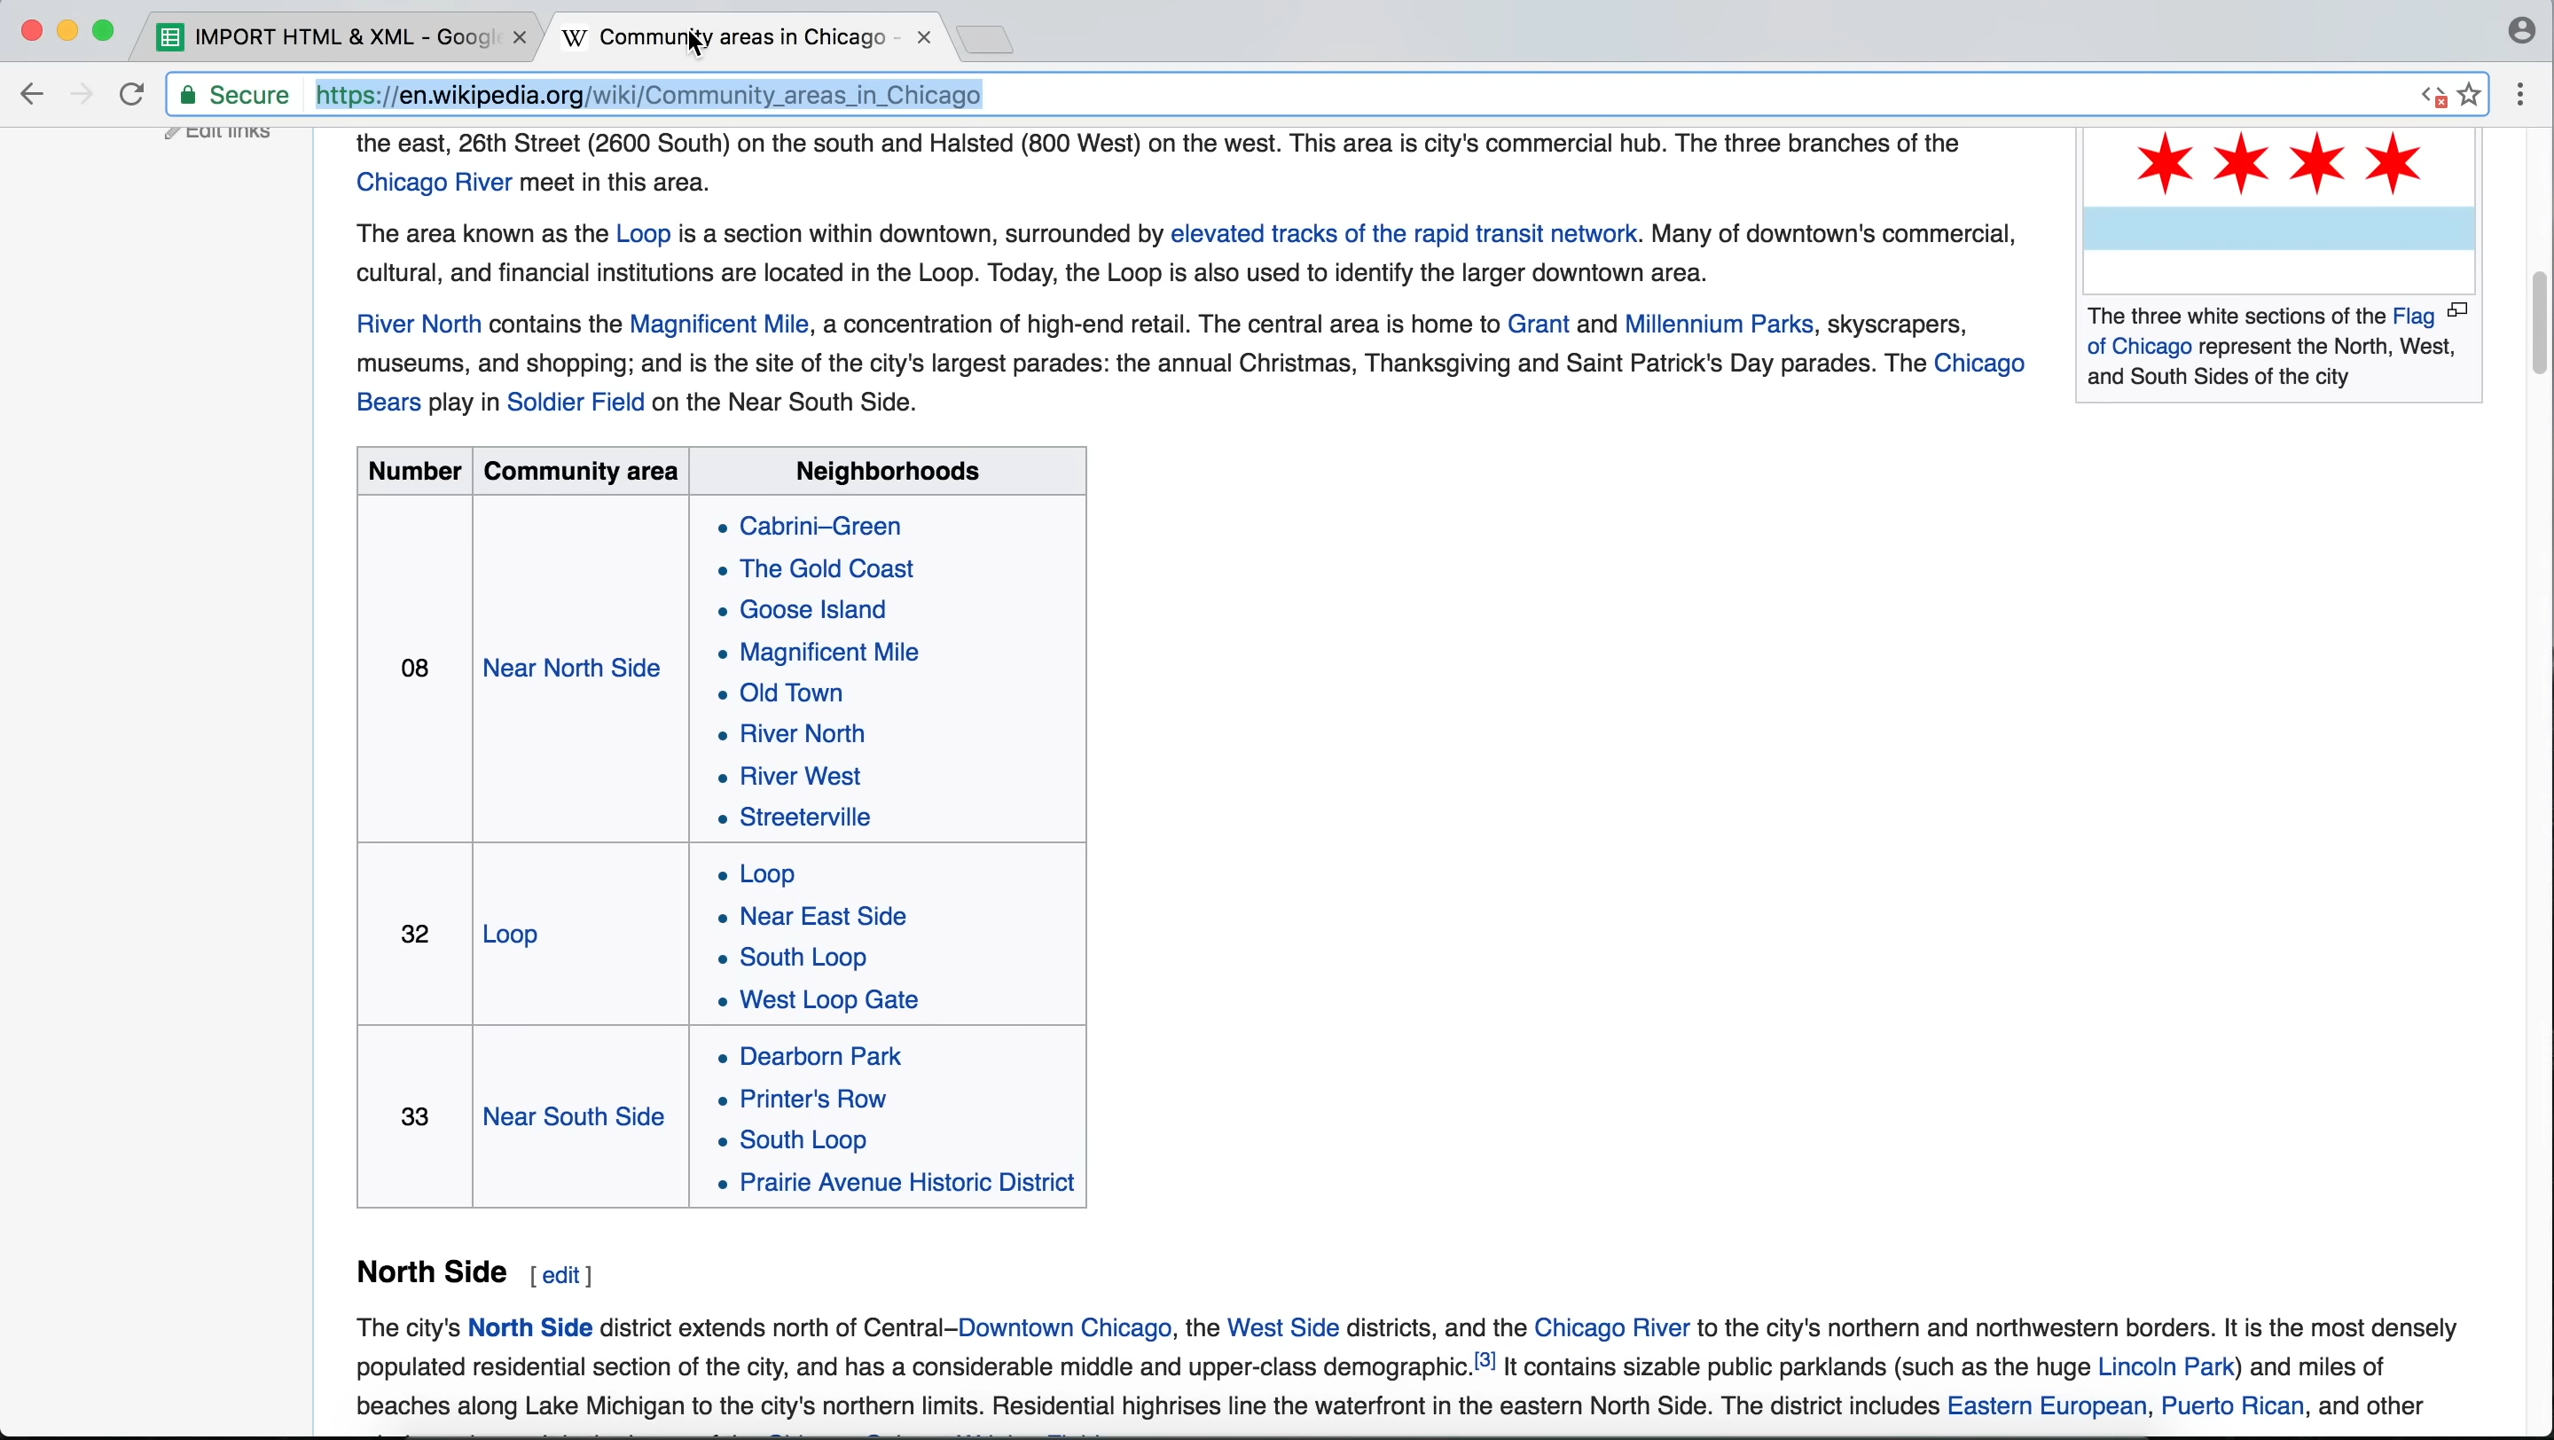 IMPORT HTML & XML - Google
Community areas in Chicago -
Secure https://en.wikipedia.org/wiki/Community_areas_in_Chicago
Edit links
the east, 26th Street (2600 South) on the south and Halsted (800 West) on the west. This area is city's commercial hub. The three branches of the
Chicago River meet in this area.
The area known as the Loop is a section within downtown, surrounded by elevated tracks of the rapid transit network. Many of downtown's commercial,
cultural, and financial institutions are located in the Loop. Today, the Loop is also used to identify the larger downtown area.
River North contains the Magnificent Mile, a concentration of high-end retail. The central area is home to Grant and Millennium Parks, skyscrapers,
museums, and shopping; and is the site of the city's largest parades: the annual Christmas, Thanksgiving and Saint Patrick's Day parades. The Chicago
Bears play in Soldier Field on the Near South Side.
The three white sections of the Flag
of Chicago represent the North, West,
and South Sides of the city
Number Community area Neighborhoods
08 Near North Side
• Cabrini–Green
• The Gold Coast
• Goose Island
• Magnificent Mile
• Old Town
• River North
• River West
• Streeterville
32 Loop
• Loop
• Near East Side
• South Loop
• West Loop Gate
33 Near South Side
• Dearborn Park
• Printer's Row
• South Loop
• Prairie Avenue Historic District
North Side [ edit ]
The city's North Side district extends north of Central–Downtown Chicago, the West Side districts, and the Chicago River to the city's northern and northwestern borders. It is the most densely
populated residential section of the city, and has a considerable middle and upper-class demographic.[3] It contains sizable public parklands (such as the huge Lincoln Park) and miles of
beaches along Lake Michigan to the city's northern limits. Residential highrises line the waterfront in the eastern North Side. The district includes Eastern European, Puerto Rican, and other